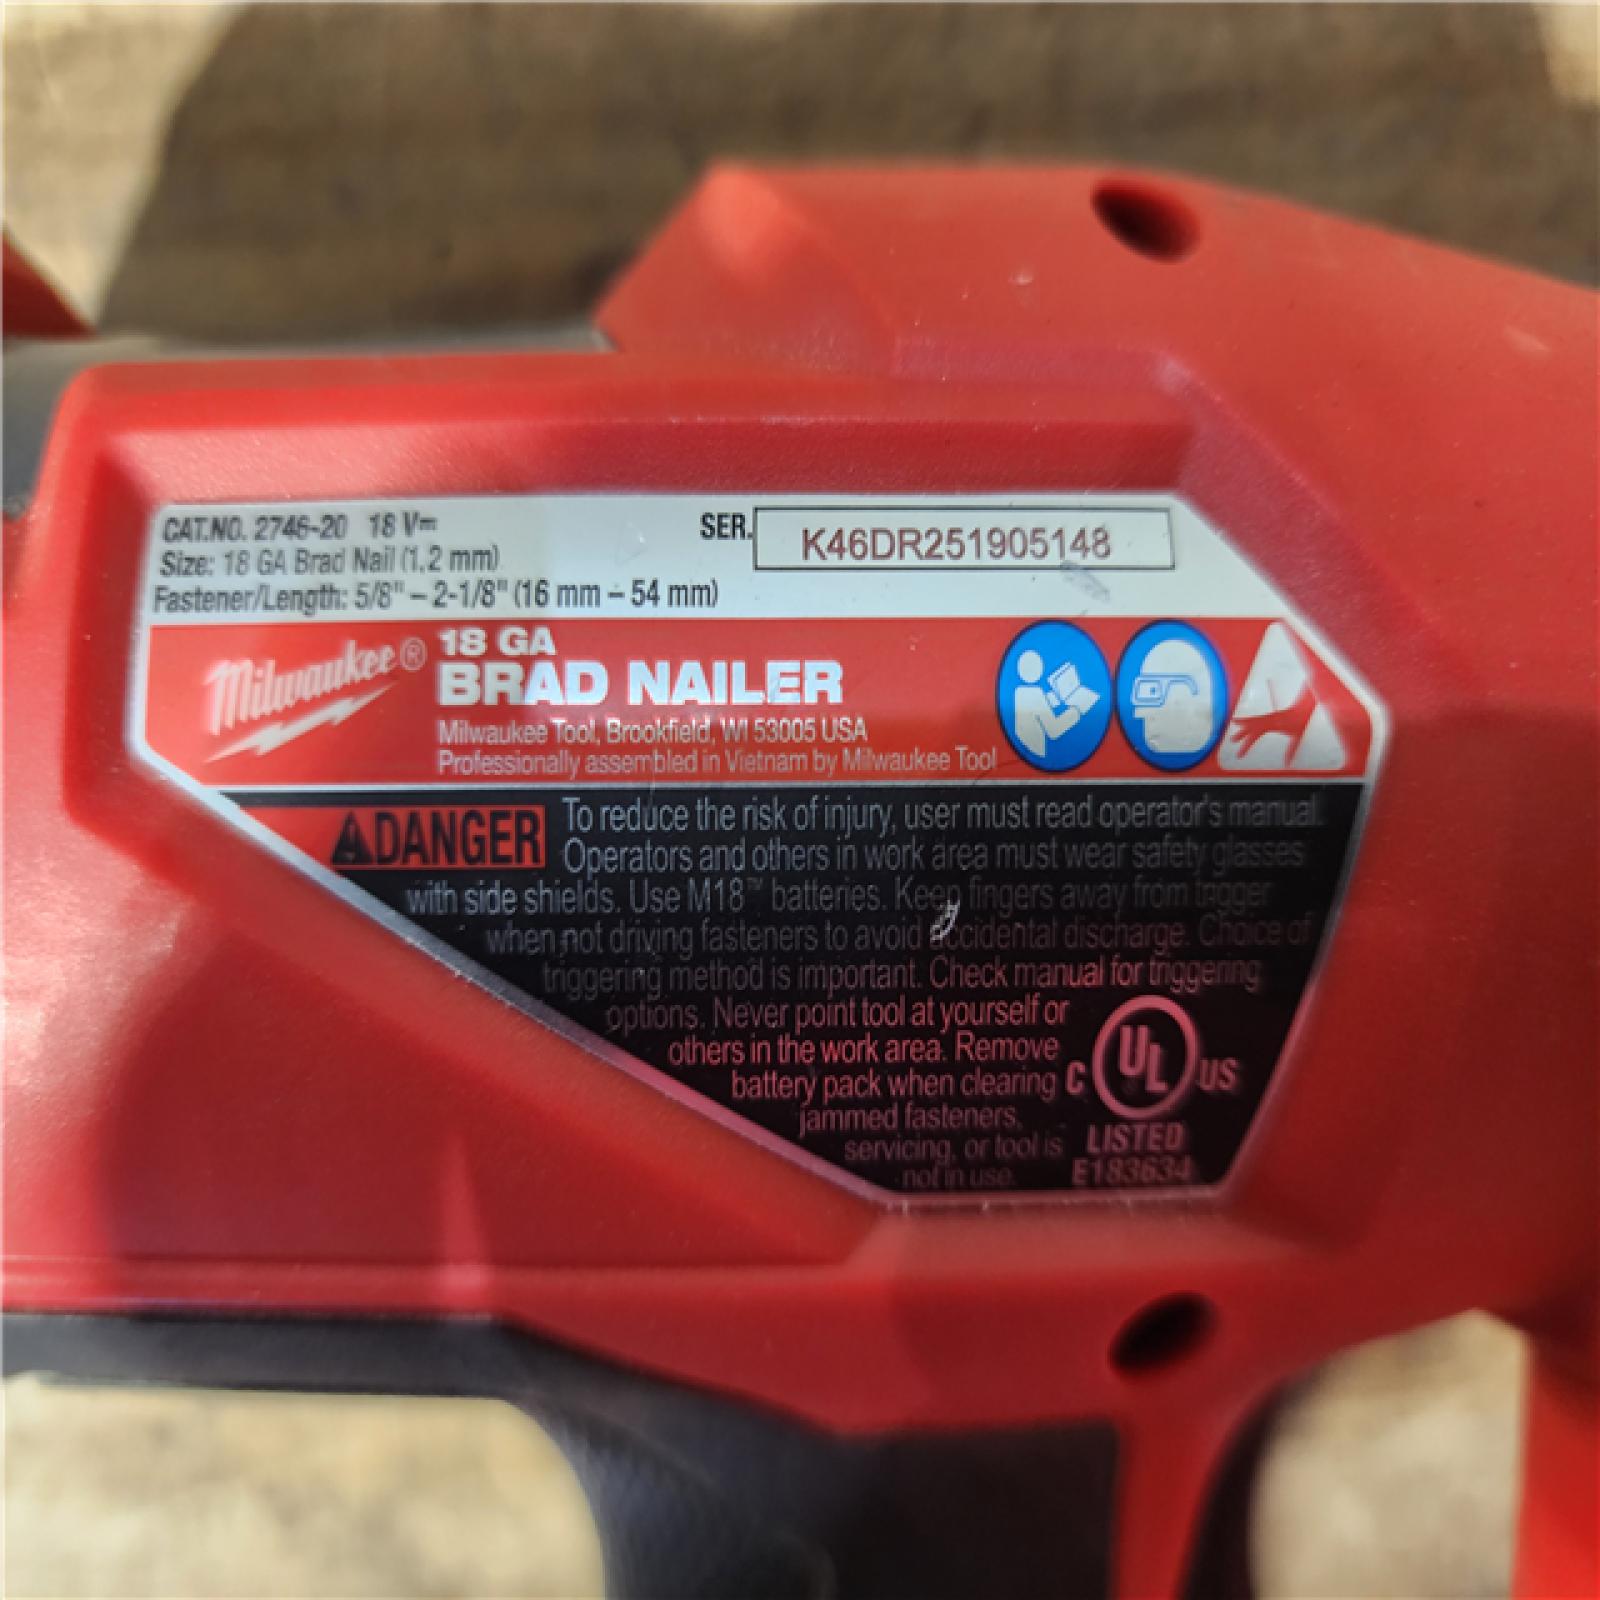 CAT.NO. 2746-20 18 V⎓
Size: 18 GA Brad Nail (1.2 mm)
Fastener/Length: 5/8" – 2-1/8" (16 mm – 54 mm)
SER. K46DR251905148
Milwaukee®
18 GA
BRAD NAILER
Milwaukee Tool, Brookfield, WI 53005 USA
Professionally assembled in Vietnam by Milwaukee Tool
DANGER To reduce the risk of injury, user must read operator's manual.
Operators and others in work area must wear safety glasses
with side shields. Use M18™ batteries. Keep fingers away from trigger
when not driving fasteners to avoid accidental discharge. Choice of
triggering method is important. Check manual for triggering
options. Never point tool at yourself or
others in the work area. Remove
battery pack when clearing
jammed fasteners,
servicing, or tool is
not in use.
C UL US
LISTED
E183634